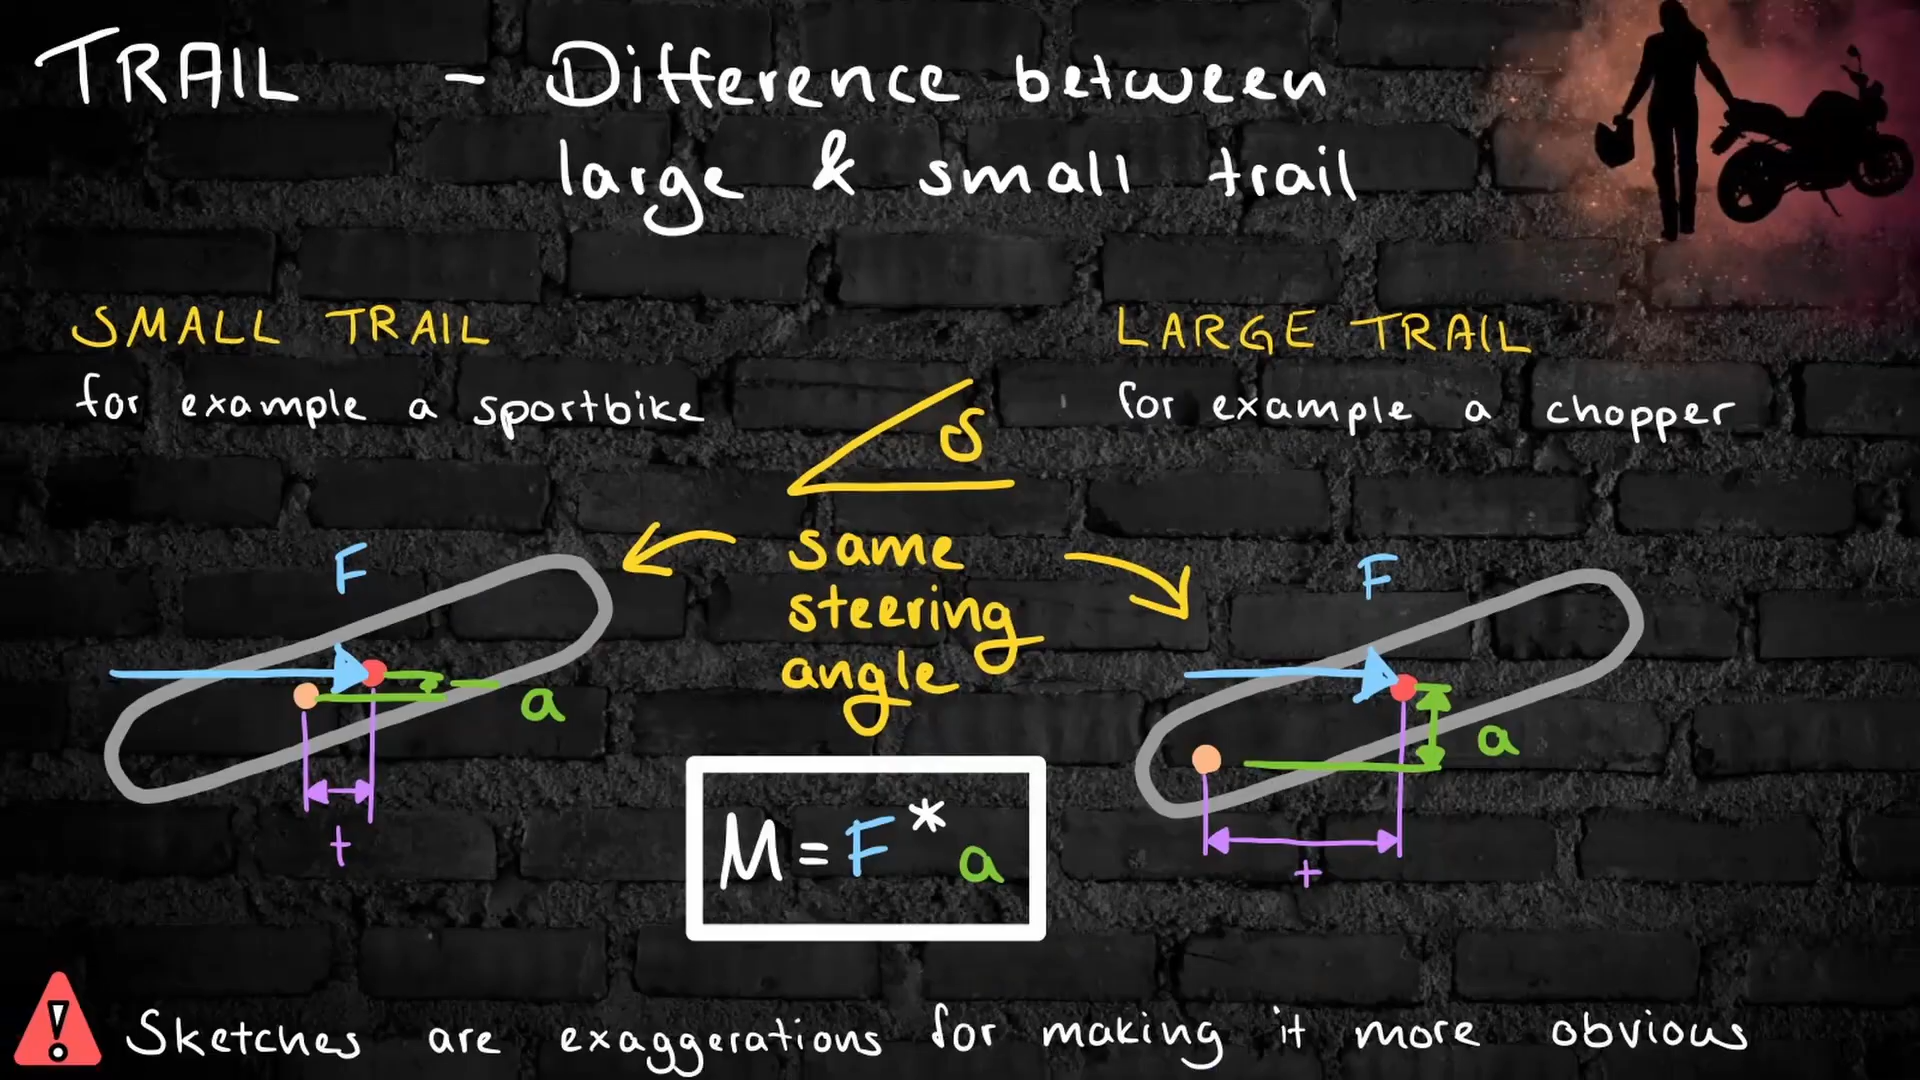 TRAIL - Difference between
large & small trail
SMALL TRAIL
for example a sportbike
LARGE TRAIL
for example a chopper
δ
same
steering
angle
F
a
t
F
a
t
M = F * a
! Sketches are exaggerations for making it more obvious